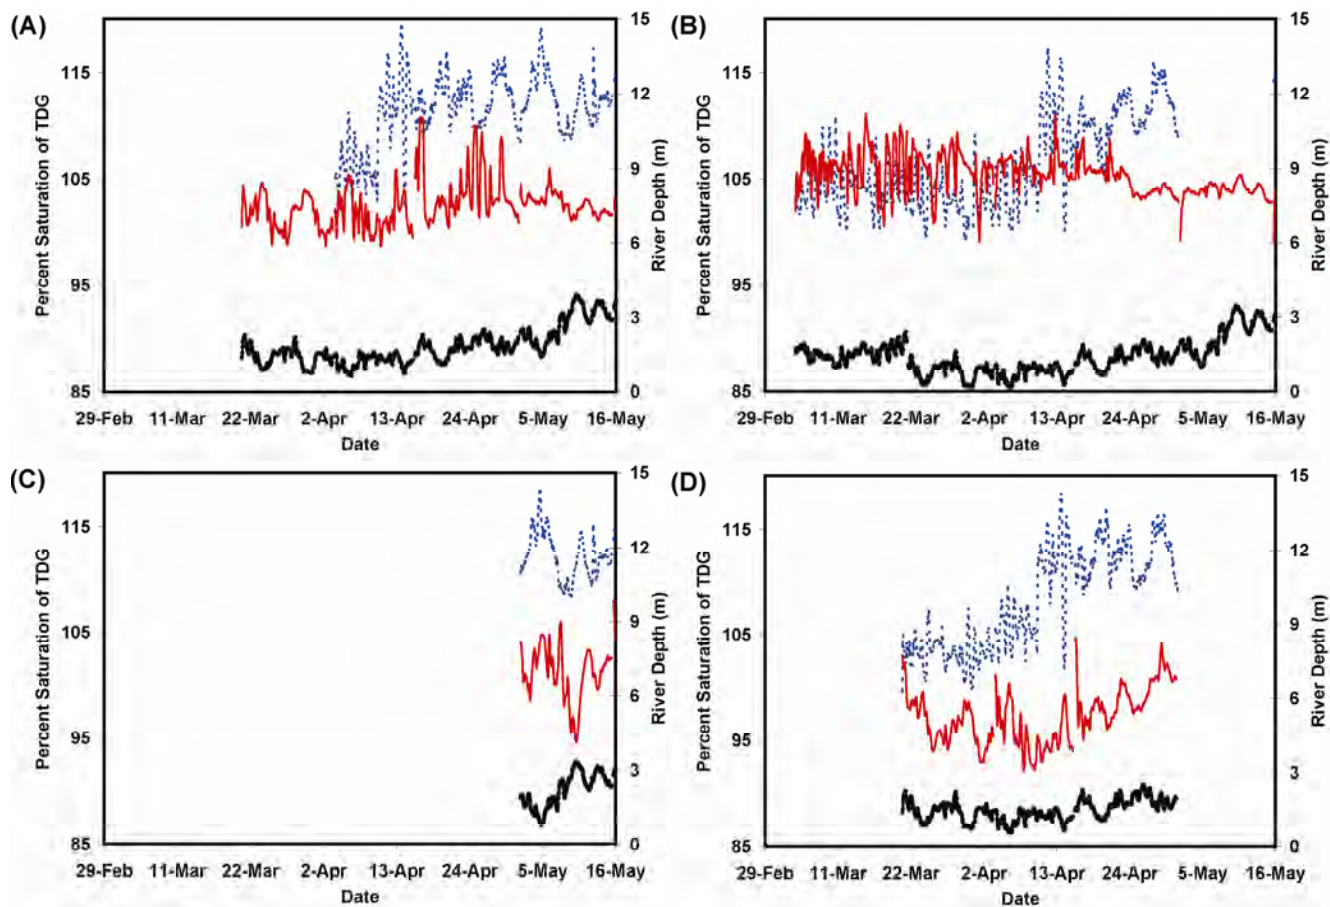 (A)
Percent Saturation of TDG
115
105
95
85
15
12
9
6
3
0
River Depth (m)
29-Feb 11-Mar 22-Mar 2-Apr 13-Apr 24-Apr 5-May 16-May
Date
(B)
Percent Saturation of TDG
115
105
95
85
15
12
9
6
3
0
River Depth (m)
29-Feb 11-Mar 22-Mar 2-Apr 13-Apr 24-Apr 5-May 16-May
Date
(C)
Percent Saturation of TDG
115
105
95
85
15
12
9
6
3
0
River Depth (m)
29-Feb 11-Mar 22-Mar 2-Apr 13-Apr 24-Apr 5-May 16-May
Date
(D)
Percent Saturation of TDG
115
105
95
85
15
12
9
6
3
0
River Depth (m)
29-Feb 11-Mar 22-Mar 2-Apr 13-Apr 24-Apr 5-May 16-May
Date